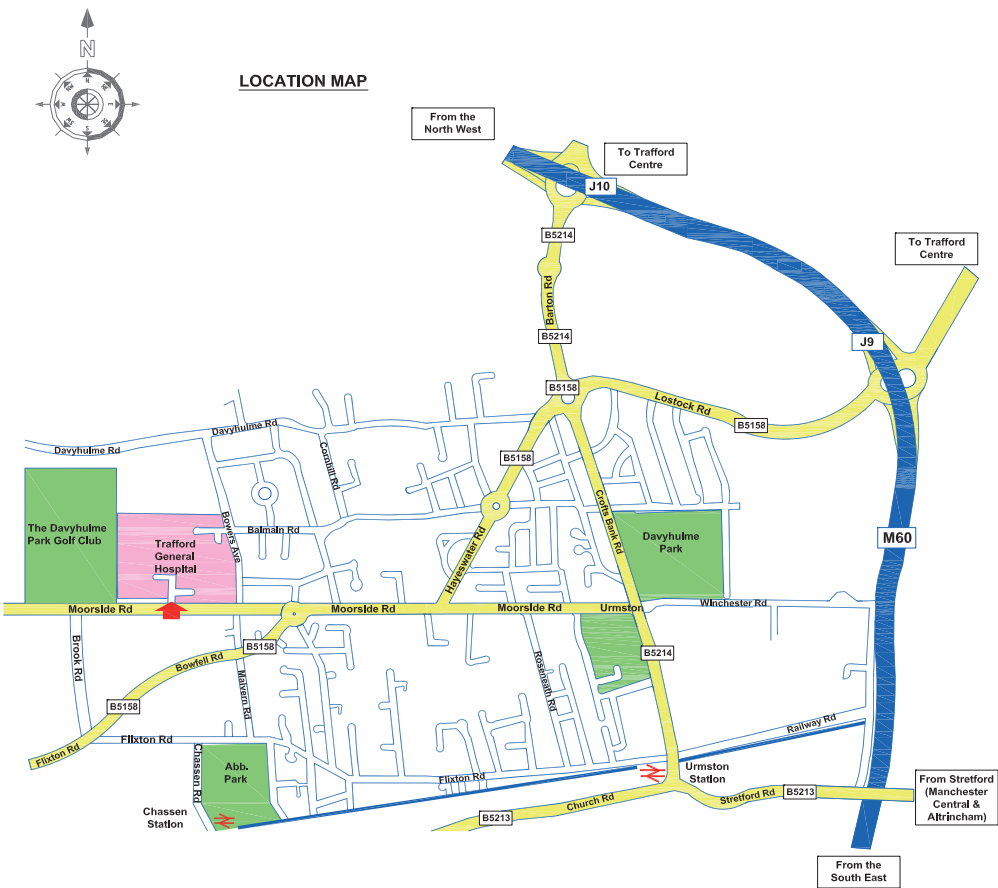 N
N
NE
E
SE
S
SW
W
NW
LOCATION MAP
From the
North West
To Trafford
Centre
J10
B5214
To Trafford
Centre
Barton Rd
B5214
J9
B5158
Lostock Rd
B5158
Davyhulme Rd
Davyhulme Rd
Cornhill Rd
B5158
Crofts Bank Rd
The Davyhulme
Park Golf Club
Trafford
General
Hospital
Bowers Ave
Balmain Rd
Hayeswater Rd
Davyhulme
Park
M60
Moorside Rd
Moorside Rd
Moorside Rd
Urmston
Winchester Rd
Brook Rd
B5158
Bowfell Rd
Malvern Rd
Roseneath Rd
B5214
B5158
Flixton Rd
Flixton Rd
Chassen Rd
Abb.
Park
Flixton Rd
Railway Rd
Urmston
Station
Chassen
Station
B5213
Church Rd
Stretford Rd
B5213
From Stretford
(Manchester
Central &
Altrincham)
From the
South East